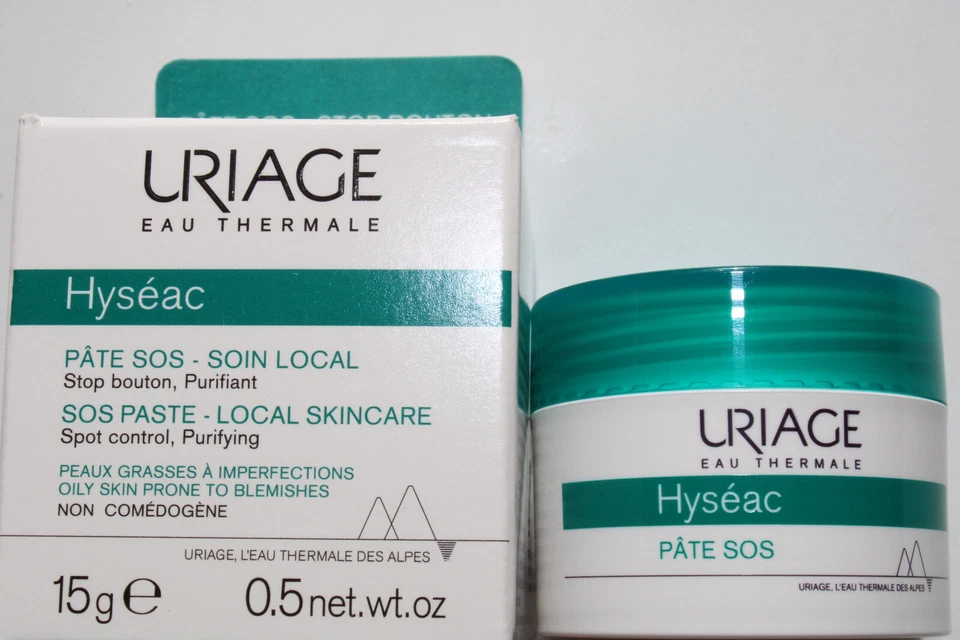 URIAGE
EAU THERMALE
Hyséac
PÂTE SOS - SOIN LOCAL
Stop bouton, Purifiant
SOS PASTE - LOCAL SKINCARE
Spot control, Purifying
PEAUX GRASSES À IMPERFECTIONS
OILY SKIN PRONE TO BLEMISHES
NON COMÉDOGÈNE
URIAGE, L'EAU THERMALE DES ALPES
15g ℮ 0.5 net.wt.oz
URIAGE
EAU THERMALE
Hyséac
PÂTE SOS
URIAGE, L'EAU THERMALE DES ALPES